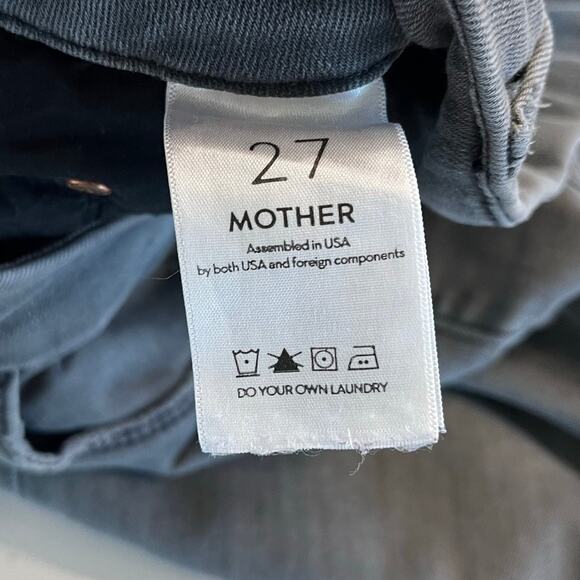 27
MOTHER
Assembled in USA
by both USA and foreign components
DO YOUR OWN LAUNDRY